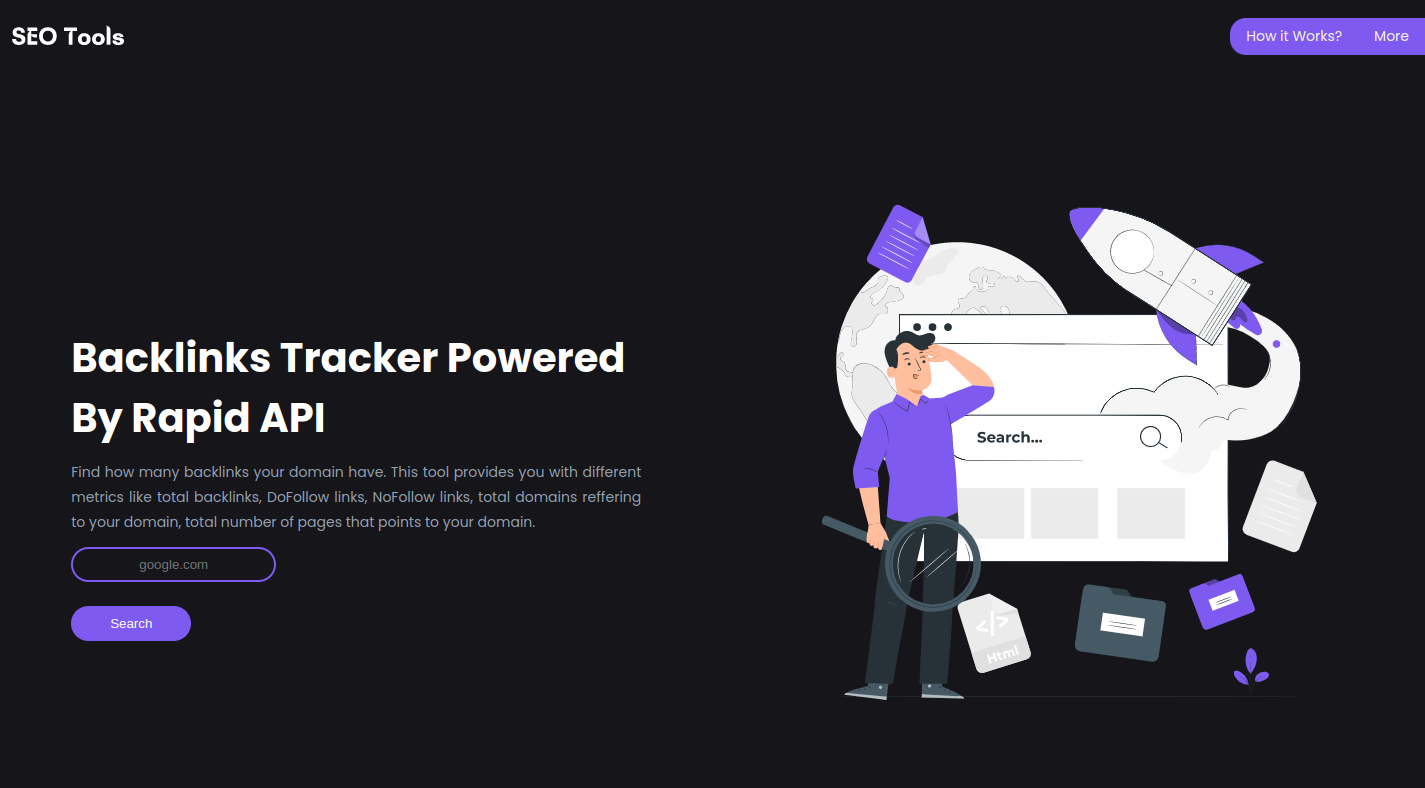 SEO Tools
How it Works? More
Backlinks Tracker Powered
By Rapid API
Find how many backlinks your domain have. This tool provides you with different
metrics like total backlinks, DoFollow links, NoFollow links, total domains reffering
to your domain, total number of pages that points to your domain.
google.com
Search
Search...
</>
Html